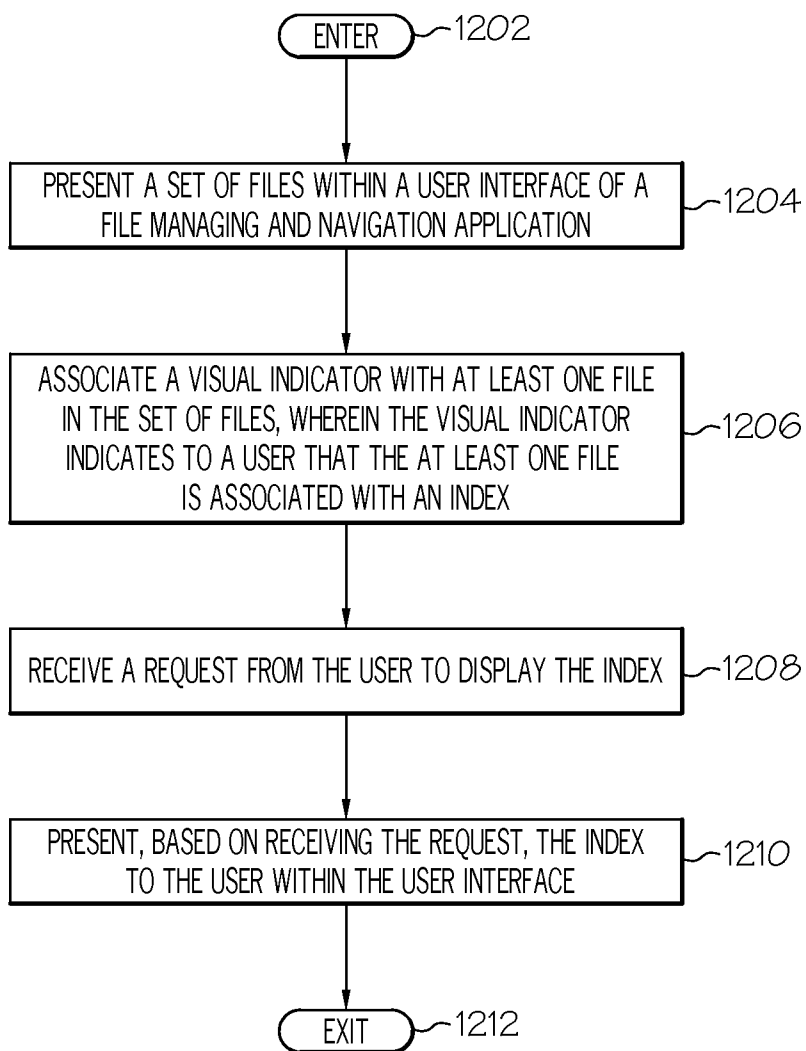 ENTER 1202
PRESENT A SET OF FILES WITHIN A USER INTERFACE OF A
FILE MANAGING AND NAVIGATION APPLICATION
1204
ASSOCIATE A VISUAL INDICATOR WITH AT LEAST ONE FILE
IN THE SET OF FILES, WHEREIN THE VISUAL INDICATOR
INDICATES TO A USER THAT THE AT LEAST ONE FILE
IS ASSOCIATED WITH AN INDEX
1206
RECEIVE A REQUEST FROM THE USER TO DISPLAY THE INDEX 1208
PRESENT, BASED ON RECEIVING THE REQUEST, THE INDEX
TO THE USER WITHIN THE USER INTERFACE
1210
EXIT 1212